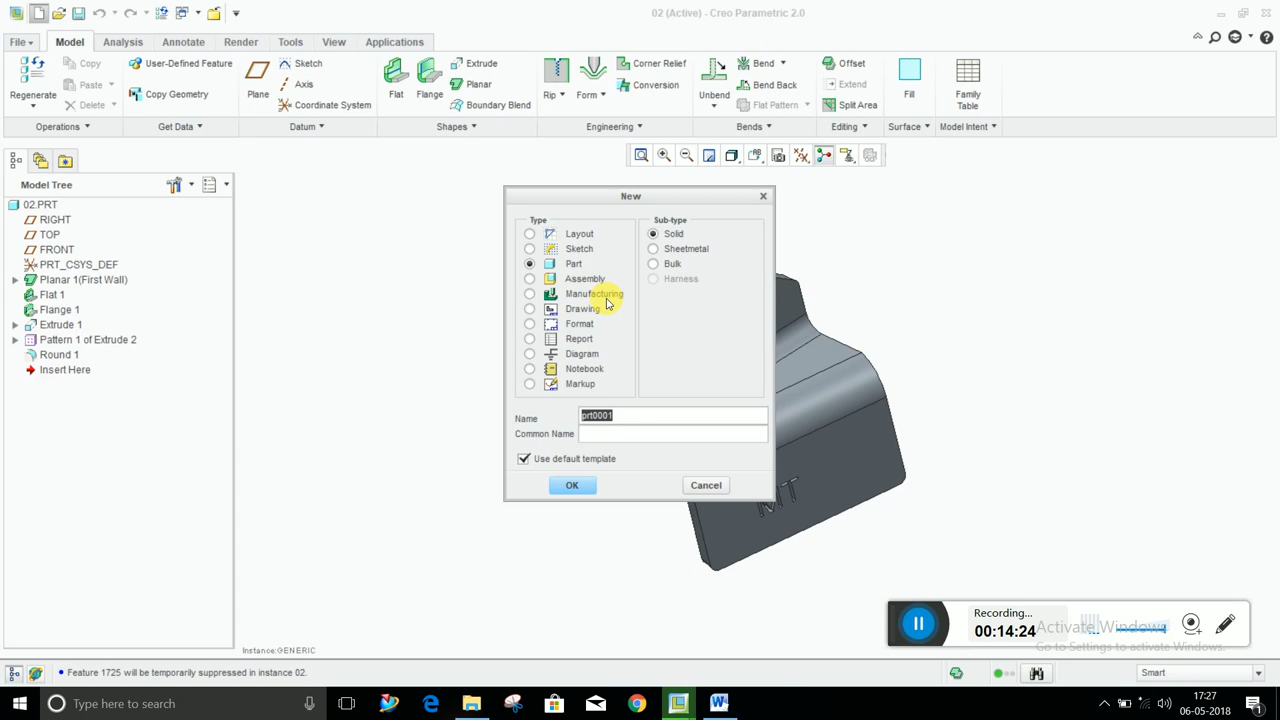 02 (Active) - Creo Parametric 2.0
File Model Analysis Annotate Render Tools View Applications
Regenerate
Copy
Paste
Delete
User-Defined Feature
Copy Geometry
Plane
Sketch
Axis
Coordinate System
Flat
Flange
Extrude
Planar
Boundary Blend
Rip
Form
Corner Relief
Conversion
Unbend
Bend
Bend Back
Flat Pattern
Offset
Extend
Split Area
Fill
Family
Table
Operations Get Data Datum Shapes Engineering Bends Editing Surface Model Intent
Model Tree
02.PRT
RIGHT
TOP
FRONT
PRT_CSYS_DEF
Planar 1(First Wall)
Flat 1
Flange 1
Extrude 1
Pattern 1 of Extrude 2
Round 1
Insert Here
New
Type
Layout
Sketch
Part
Assembly
Manufacturing
Drawing
Format
Report
Diagram
Notebook
Markup
Sub-type
Solid
Sheetmetal
Bulk
Harness
Name prt0001
Common Name
Use default template
OK Cancel
MT
Recording...
00:14:24
Activate Windows
Go to Settings to activate Windows.
Instance:GENERIC
Feature 1725 will be temporarily suppressed in instance 02.
Smart
Type here to search
17:27
06-05-2018